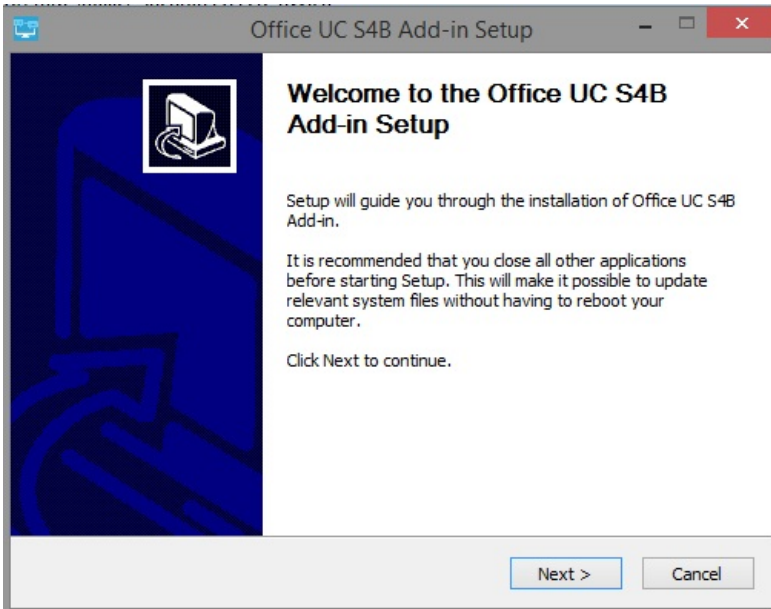 Office UC S4B Add-in Setup
Welcome to the Office UC S4B
Add-in Setup
Setup will guide you through the installation of Office UC S4B
Add-in.
It is recommended that you close all other applications
before starting Setup. This will make it possible to update
relevant system files without having to reboot your
computer.
Click Next to continue.
Next >
Cancel